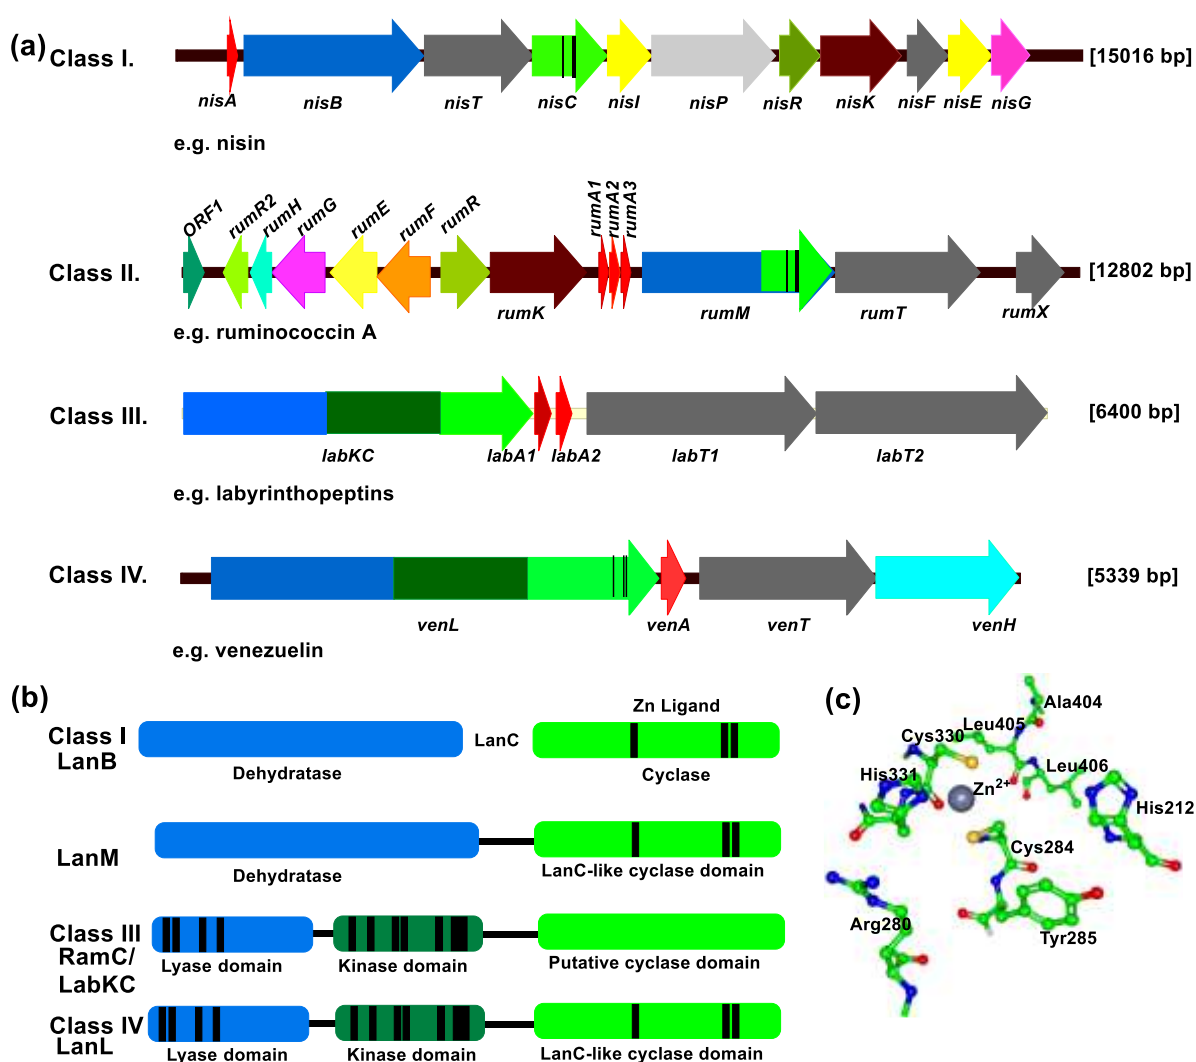 (a)
Class I.
[15016 bp]
nisA
nisB
nisT
nisC
nisI
nisP
nisR
nisK
nisF
nisE
nisG
e.g. nisin
ORF1
rumR2
rumH
rumG
rumE
rumF
rumR
rumA1
rumA2
rumA3
Class II.
[12802 bp]
rumK
rumM
rumT
rumX
e.g. ruminococcin A
Class III.
[6400 bp]
labKC
labA1
labA2
labT1
labT2
e.g. labyrinthopeptins
Class IV.
[5339 bp]
venL
venA
venT
venH
e.g. venezuelin
(b)
Class I
LanB
Dehydratase
LanC
Zn Ligand
Cyclase
LanM
Dehydratase
LanC-like cyclase domain
Class III
RamC/
LabKC
Lyase domain
Kinase domain
Putative cyclase domain
Class IV
LanL
Lyase domain
Kinase domain
LanC-like cyclase domain
(c)
Ala404
Leu405
Cys330
Leu406
His331
Zn2+
His212
Cys284
Arg280
Tyr285